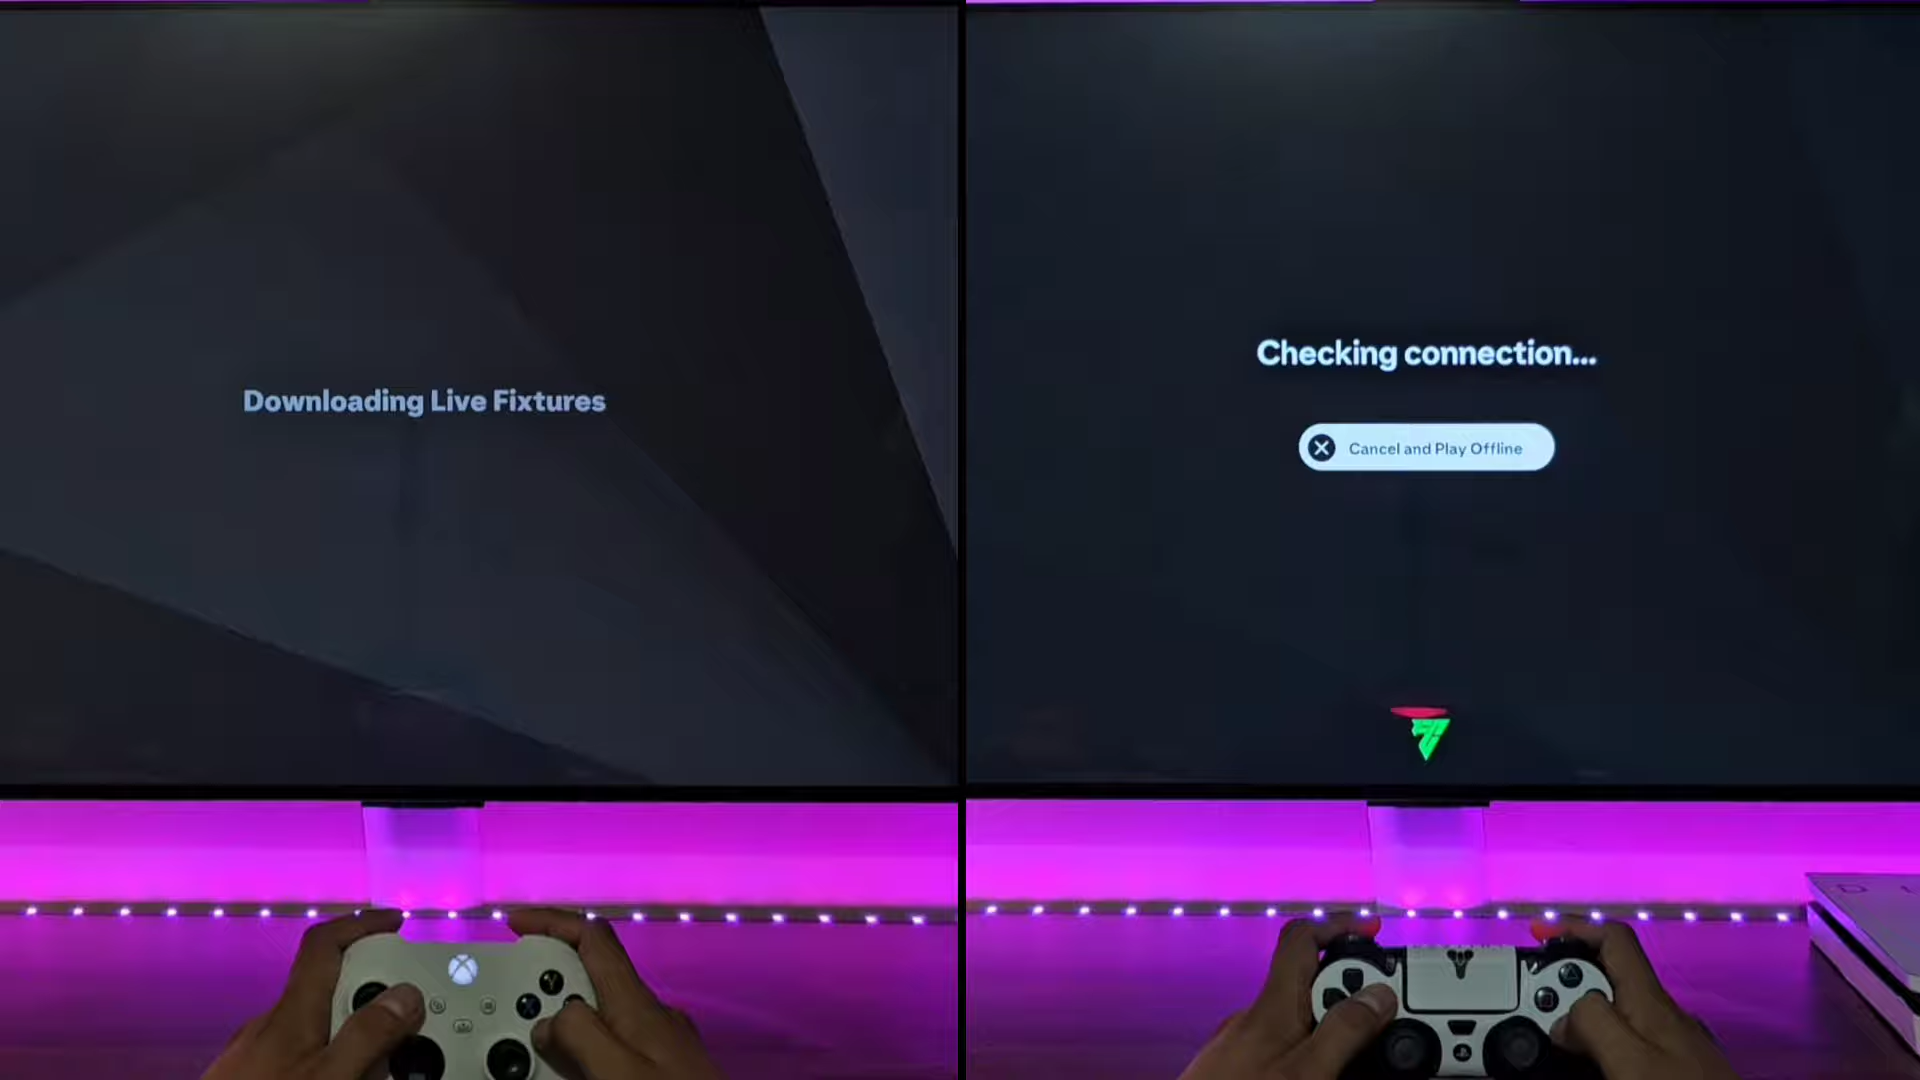 Downloading Live Fixtures
Checking connection...
Cancel and Play Offline
Y
X